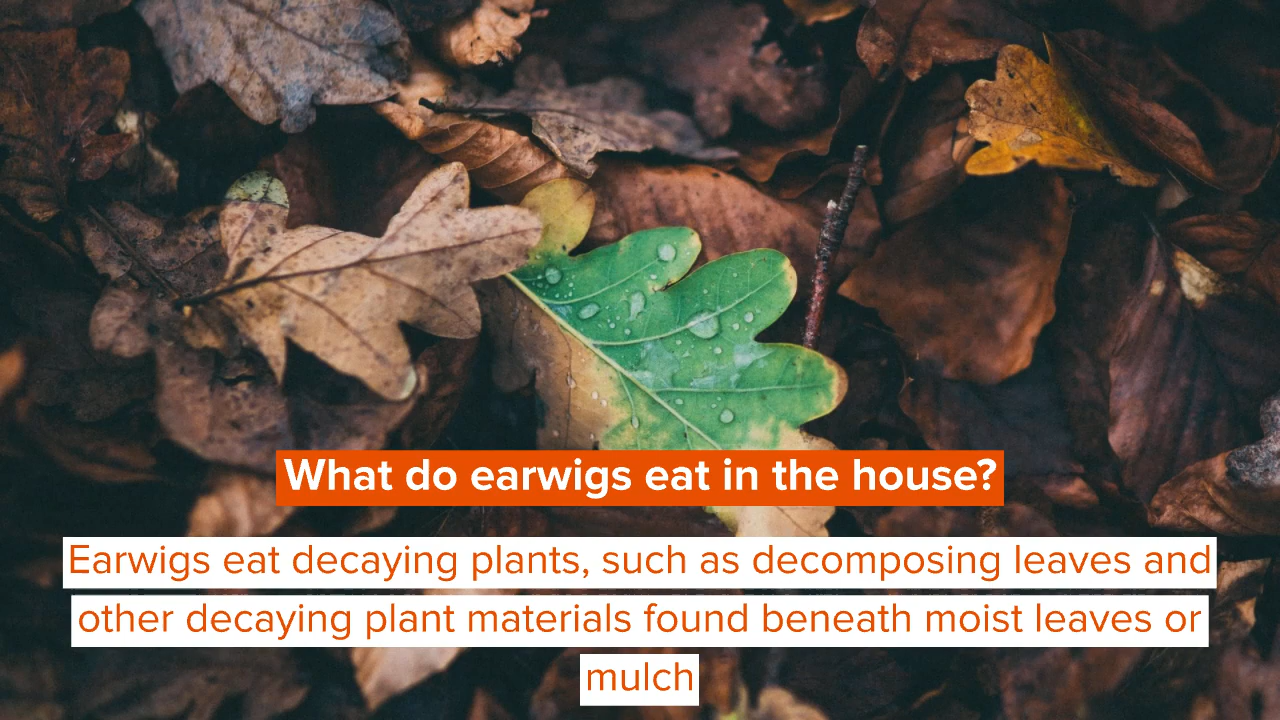 What do earwigs eat in the house?
Earwigs eat decaying plants, such as decomposing leaves and
other decaying plant materials found beneath moist leaves or
mulch